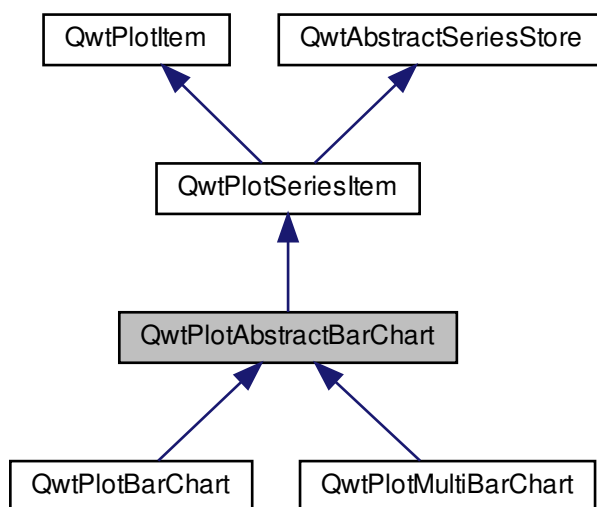 QwtPlotItem
QwtAbstractSeriesStore
QwtPlotSeriesItem
QwtPlotAbstractBarChart
QwtPlotBarChart
QwtPlotMultiBarChart